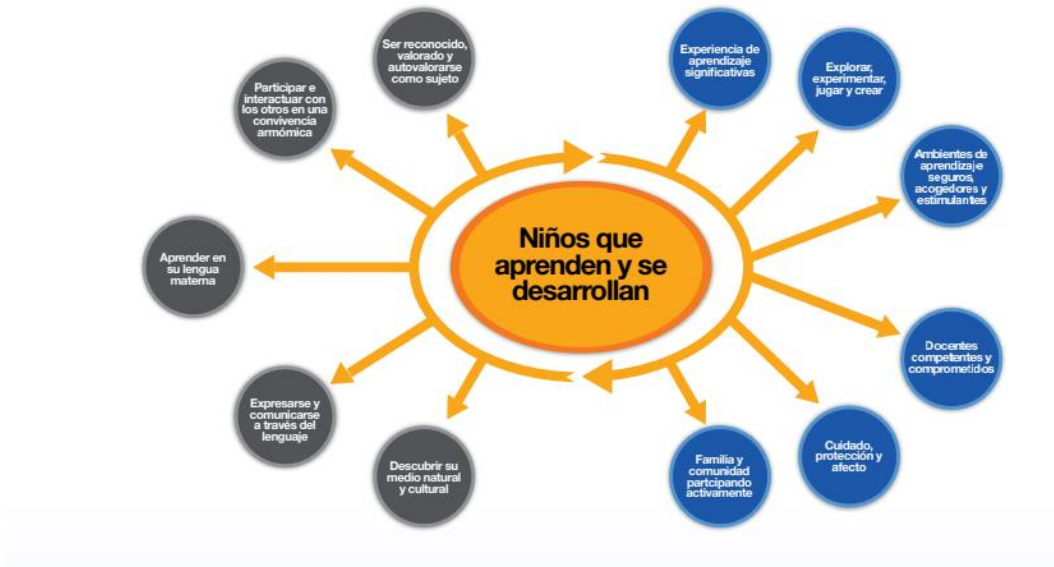 Ser reconocido,
valorado y
autovalorarse
como sujeto
Experiencia de
aprendizaje
significativas
Explorar,
experimentar,
jugar y crear
Participar e
interactuar con
los otros en una
convivencia
armómica
Ambientes de
aprendizaje
seguros,
acogedores y
estimulantes
Niños que
aprenden y se
desarrollan
Aprender en
su lengua
materna
Docentes
competentes y
comprometidos
Expresarse y
comunicarse
a través del
lenguaje
Descubrir su
medio natural
y cultural
Familia y
comunidad
partcipando
activamente
Cuidado,
protección y
afecto